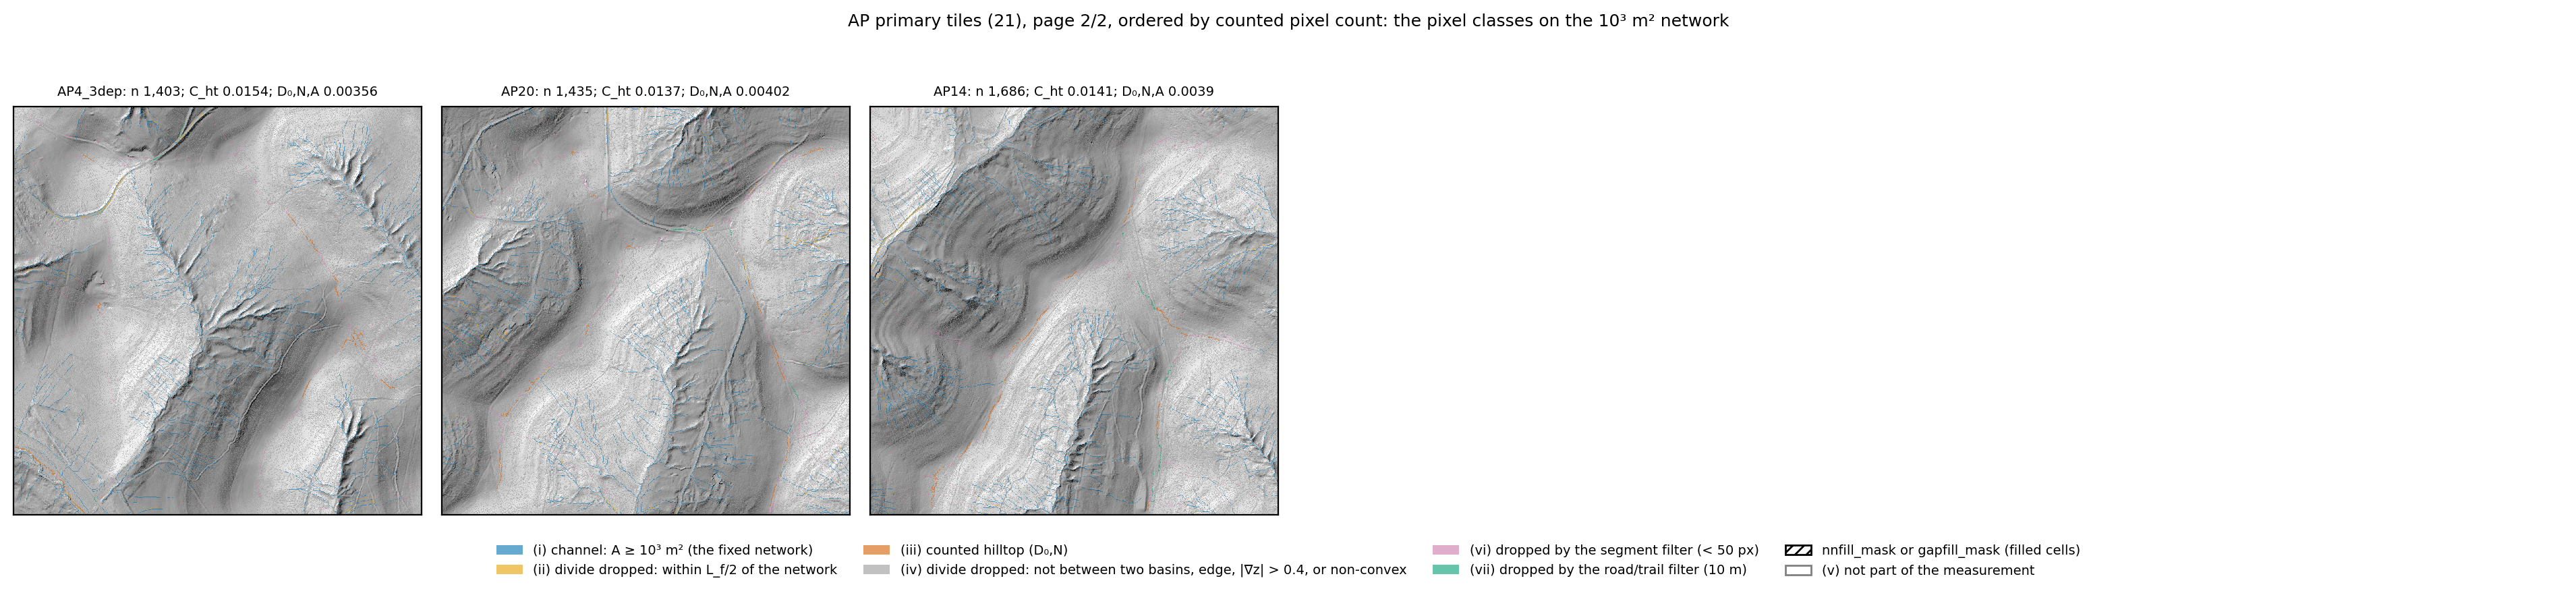 AP primary tiles (21), page 2/2, ordered by counted pixel count: the pixel classes on the 10³ m² network
AP4_3dep: n 1,403; C_ht 0.0154; D₀,N,A 0.00356
AP20: n 1,435; C_ht 0.0137; D₀,N,A 0.00402
AP14: n 1,686; C_ht 0.0141; D₀,N,A 0.0039
(i) channel: A ≥ 10³ m² (the fixed network)
(ii) divide dropped: within L_f/2 of the network
(iii) counted hilltop (D₀,N)
(iv) divide dropped: not between two basins, edge, |∇z| > 0.4, or non-convex
(vi) dropped by the segment filter (< 50 px)
(vii) dropped by the road/trail filter (10 m)
nnfill_mask or gapfill_mask (filled cells)
(v) not part of the measurement